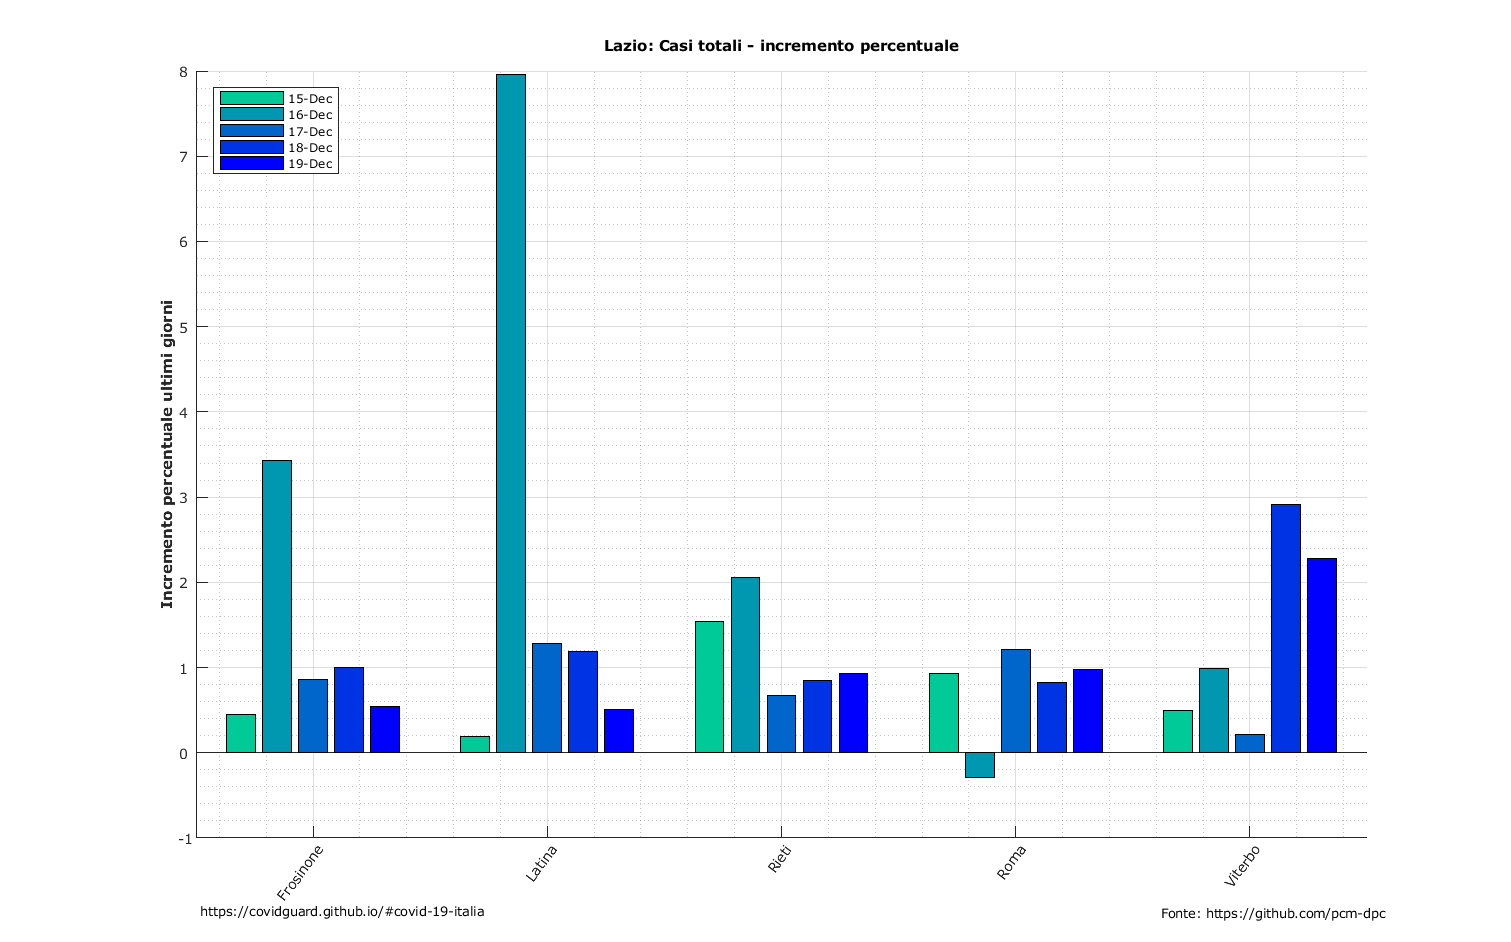 Lazio: Casi totali - incremento percentuale
8
7
6
5
4
3
2
1
0
-1
Incremento percentuale ultimi giorni
15-Dec
16-Dec
17-Dec
18-Dec
19-Dec
Frosinone
Latina
Rieti
Roma
Viterbo
https://covidguard.github.io/#covid-19-italia
Fonte: https://github.com/pcm-dpc